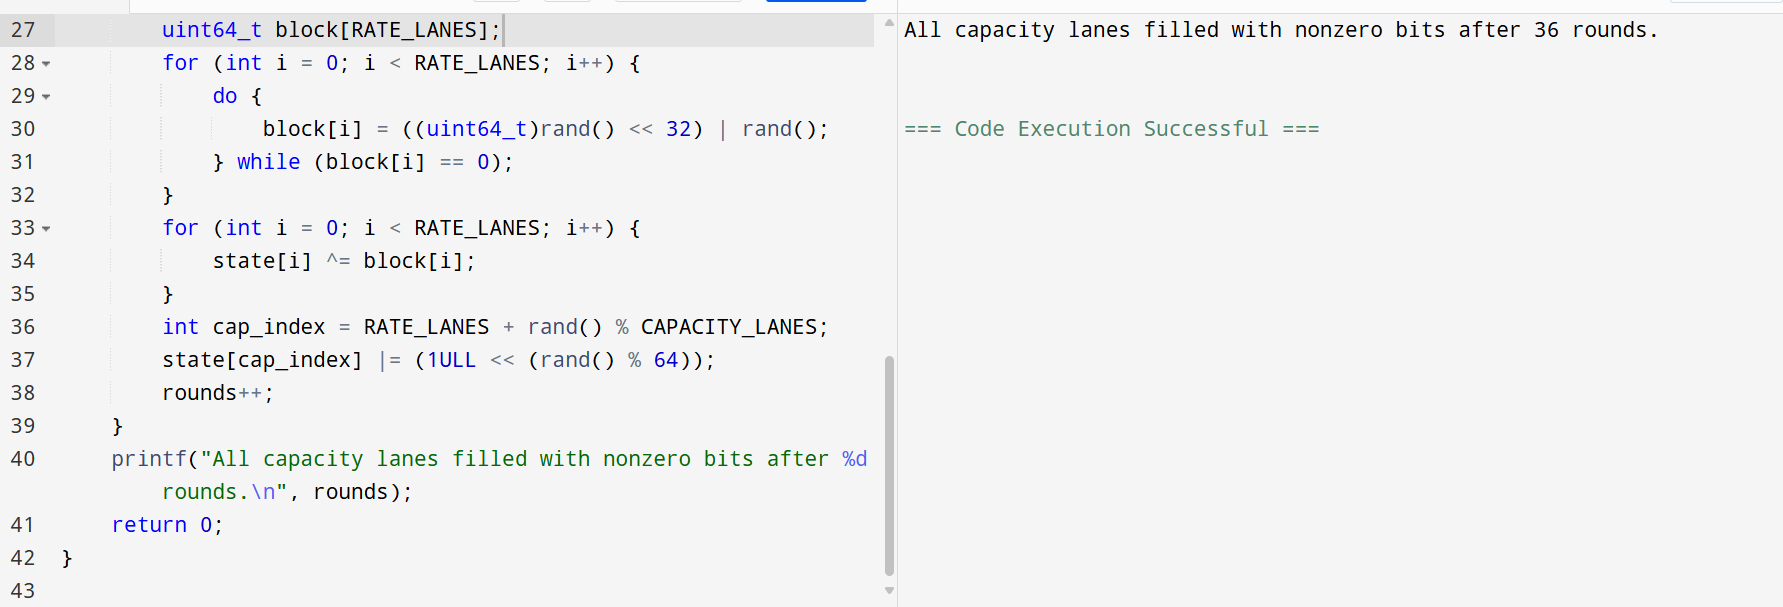 27 uint64_t block[RATE_LANES];
28 for (int i = 0; i < RATE_LANES; i++) {
29 do {
30 block[i] = ((uint64_t)rand() << 32) | rand();
31 } while (block[i] == 0);
32 }
33 for (int i = 0; i < RATE_LANES; i++) {
34 state[i] ^= block[i];
35 }
36 int cap_index = RATE_LANES + rand() % CAPACITY_LANES;
37 state[cap_index] |= (1ULL << (rand() % 64));
38 rounds++;
39 }
40 printf("All capacity lanes filled with nonzero bits after %d
rounds.\n", rounds);
41 return 0;
42 }
43
All capacity lanes filled with nonzero bits after 36 rounds.
=== Code Execution Successful ===